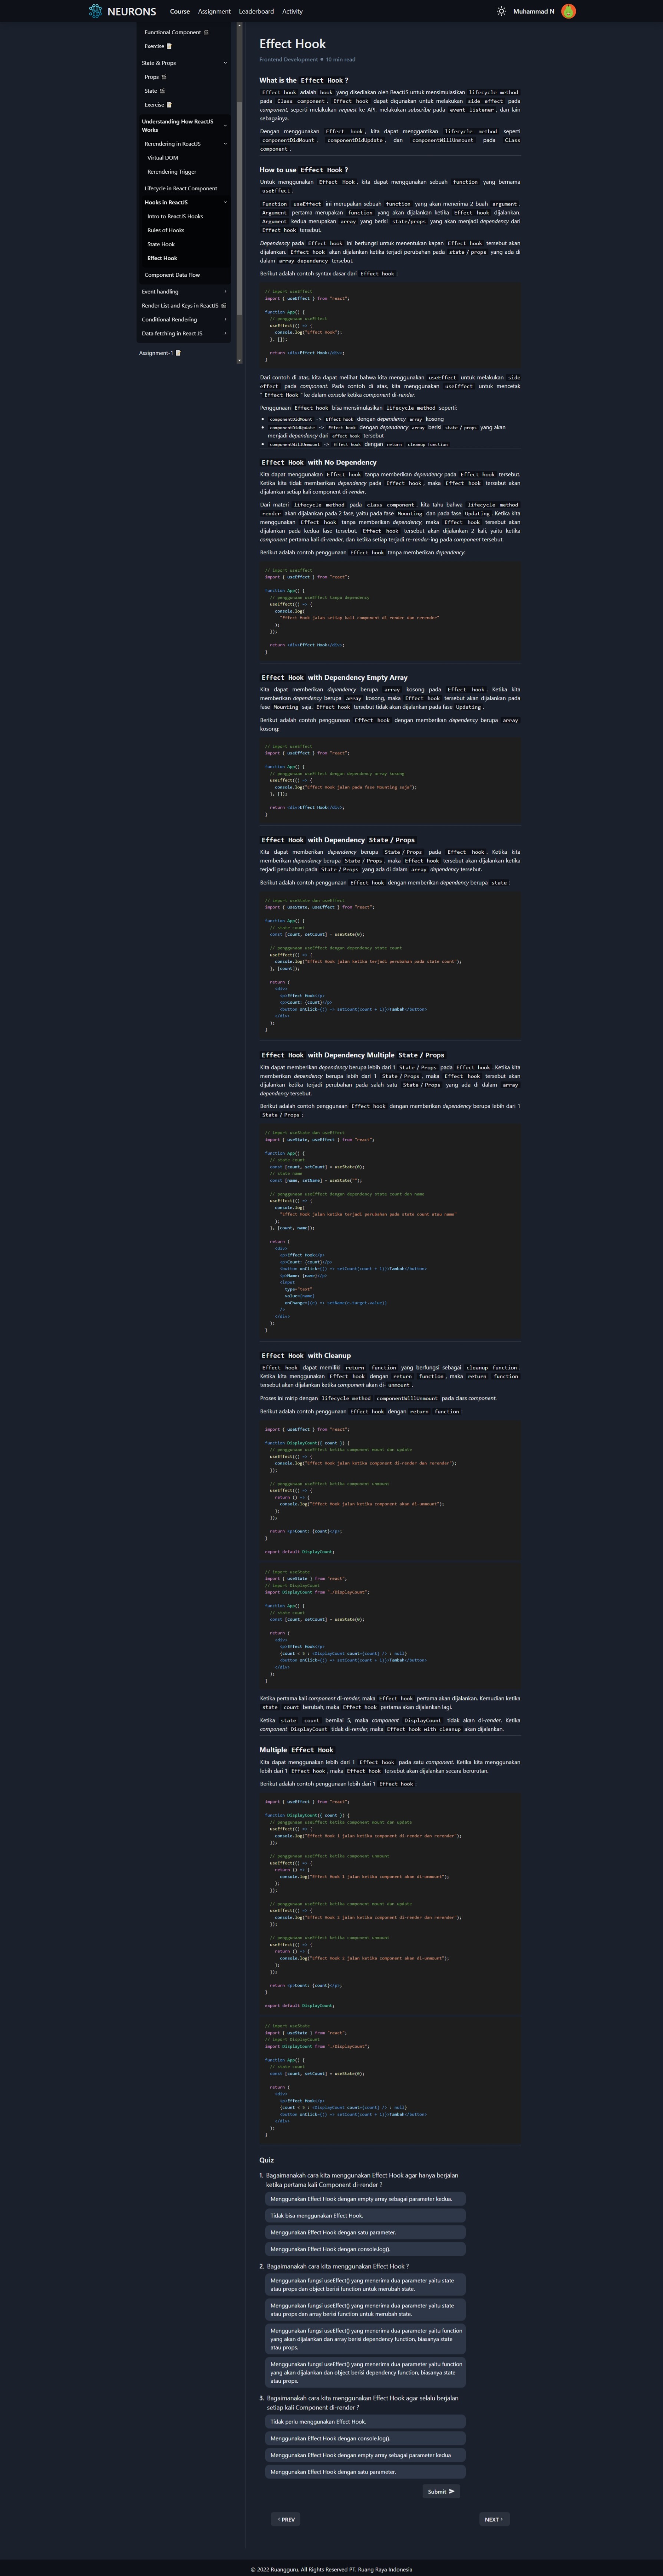 NEURONS
Course
Assignment
Leaderboard
Activity
Muhammad N
Functional Component
Exercise
State & Props
Props
State
Exercise
Understanding How ReactJS
Works
Rerendering in ReactJS
Virtual DOM
Rerendering Trigger
Lifecycle in React Component
Hooks in ReactJS
Intro to ReactJS Hooks
Rules of Hooks
State Hook
Effect Hook
Component Data Flow
Event handling
Render List and Keys in ReactJS
Conditional Rendering
Data fetching in React JS
Assignment-1
Effect Hook
Frontend Development • 10 min read
What is the Effect Hook ?
Effect hook adalah hook yang disediakan oleh ReactJS untuk mensimulasikan lifecycle method
pada Class component . Effect hook dapat digunakan untuk melakukan side effect pada
component, seperti melakukan request ke API, melakukan subscribe pada event listener , dan lain
sebagainya.
Dengan menggunakan Effect hook , kita dapat menggantikan lifecycle method seperti
componentDidMount , componentDidUpdate , dan componentWillUnmount pada Class
component .
How to use Effect Hook ?
Untuk menggunakan Effect Hook , kita dapat menggunakan sebuah function yang bernama
useEffect .
Function useEffect ini merupakan sebuah function yang akan menerima 2 buah argument .
Argument pertama merupakan function yang akan dijalankan ketika Effect hook dijalankan.
Argument kedua merupakan array yang berisi state/props yang akan menjadi dependency dari
Effect hook tersebut.
Dependency pada Effect hook ini berfungsi untuk menentukan kapan Effect hook tersebut akan
dijalankan. Effect hook akan dijalankan ketika terjadi perubahan pada state / props yang ada di
dalam array dependency tersebut.
Berikut adalah contoh syntax dasar dari Effect hook :
// import useEffect
import { useEffect } from "react";
function App() {
// penggunaan useEffect
useEffect(() => {
console.log("Effect Hook");
}, []);
return <div>Effect Hook</div>;
}
Dari contoh di atas, kita dapat melihat bahwa kita menggunakan useEffect untuk melakukan side
effect pada component. Pada contoh di atas, kita menggunakan useEffect untuk mencetak
" Effect Hook " ke dalam console ketika component di-render.
Penggunaan Effect hook bisa mensimulasikan lifecycle method seperti:
• componentDidMount -> Effect hook dengan dependency array kosong
• componentDidUpdate -> Effect hook dengan dependency array berisi state / props yang akan
menjadi dependency dari effect hook tersebut
• componentWillUnmount -> Effect hook dengan return cleanup function
Effect Hook with No Dependency
Kita dapat menggunakan Effect hook tanpa memberikan dependency pada Effect hook tersebut.
Ketika kita tidak memberikan dependency pada Effect hook , maka Effect hook tersebut akan
dijalankan setiap kali component di-render.
Dari materi lifecycle method pada class component , kita tahu bahwa lifecycle method
render akan dijalankan pada 2 fase, yaitu pada fase Mounting dan pada fase Updating . Ketika kita
menggunakan Effect hook tanpa memberikan dependency, maka Effect hook tersebut akan
dijalankan pada kedua fase tersebut. Effect hook tersebut akan dijalankan 2 kali, yaitu ketika
component pertama kali di-render, dan ketika setiap terjadi re-render-ing pada component tersebut.
Berikut adalah contoh penggunaan Effect hook tanpa memberikan dependency:
// import useEffect
import { useEffect } from "react";
function App() {
// penggunaan useEffect tanpa dependency
useEffect(() => {
console.log(
"Effect Hook jalan setiap kali component di-render dan rerender"
);
});
return <div>Effect Hook</div>;
}
Effect Hook with Dependency Empty Array
Kita dapat memberikan dependency berupa array kosong pada Effect hook . Ketika kita
memberikan dependency berupa array kosong, maka Effect hook tersebut akan dijalankan pada
fase Mounting saja. Effect hook tersebut tidak akan dijalankan pada fase Updating .
Berikut adalah contoh penggunaan Effect hook dengan memberikan dependency berupa array
kosong:
// import useEffect
import { useEffect } from "react";
function App() {
// penggunaan useEffect dengan dependency array kosong
useEffect(() => {
console.log("Effect Hook jalan pada fase Mounting saja");
}, []);
return <div>Effect Hook</div>;
}
Effect Hook with Dependency State / Props
Kita dapat memberikan dependency berupa State / Props pada Effect hook . Ketika kita
memberikan dependency berupa State / Props , maka Effect hook tersebut akan dijalankan ketika
terjadi perubahan pada State / Props yang ada di dalam array dependency tersebut.
Berikut adalah contoh penggunaan Effect hook dengan memberikan dependency berupa state :
// import useState dan useEffect
import { useState, useEffect } from "react";
function App() {
// state count
const [count, setCount] = useState(0);
// penggunaan useEffect dengan dependency state count
useEffect(() => {
console.log("Effect Hook jalan ketika terjadi perubahan pada state count");
}, [count]);
return (
<div>
<p>Effect Hook</p>
<p>Count: {count}</p>
<button onClick={() => setCount(count + 1)}>Tambah</button>
</div>
);
}
Effect Hook with Dependency Multiple State / Props
Kita dapat memberikan dependency berupa lebih dari 1 State / Props pada Effect hook . Ketika kita
memberikan dependency berupa lebih dari 1 State / Props , maka Effect hook tersebut akan
dijalankan ketika terjadi perubahan pada salah satu State / Props yang ada di dalam array
dependency tersebut.
Berikut adalah contoh penggunaan Effect hook dengan memberikan dependency berupa lebih dari 1
State / Props :
// import useState dan useEffect
import { useState, useEffect } from "react";
function App() {
// state count
const [count, setCount] = useState(0);
// state name
const [name, setName] = useState("");
// penggunaan useEffect dengan dependency state count dan name
useEffect(() => {
console.log(
"Effect Hook jalan ketika terjadi perubahan pada state count atau name"
);
}, [count, name]);
return (
<div>
<p>Effect Hook</p>
<p>Count: {count}</p>
<button onClick={() => setCount(count + 1)}>Tambah</button>
<p>Name: {name}</p>
<input
type="text"
value={name}
onChange={(e) => setName(e.target.value)}
/>
</div>
);
}
Effect Hook with Cleanup
Effect hook dapat memiliki return function yang berfungsi sebagai cleanup function .
Ketika kita menggunakan Effect hook dengan return function , maka return function
tersebut akan dijalankan ketika component akan di- unmount .
Proses ini mirip dengan lifecycle method componentWillUnmount pada class component.
Berikut adalah contoh penggunaan Effect hook dengan return function :
import { useEffect } from "react";
function DisplayCount({ count }) {
// penggunaan useEffect ketika component mount dan update
useEffect(() => {
console.log("Effect Hook jalan ketika component di-render dan rerender");
});
// penggunaan useEffect ketika component unmount
useEffect(() => {
return () => {
console.log("Effect Hook jalan ketika component akan di-unmount");
};
});
return <p>Count: {count}</p>;
}
export default DisplayCount;
// import useState
import { useState } from "react";
// import DisplayCount
import DisplayCount from "./DisplayCount";
function App() {
// state count
const [count, setCount] = useState(0);
return (
<div>
<p>Effect Hook</p>
{count < 5 ? <DisplayCount count={count} /> : null}
<button onClick={() => setCount(count + 1)}>Tambah</button>
</div>
);
}
Ketika pertama kali component di-render, maka Effect hook pertama akan dijalankan. Kemudian ketika
state count berubah, maka Effect hook pertama akan dijalankan lagi.
Ketika state count bernilai 5, maka component DisplayCount tidak akan di-render. Ketika
component DisplayCount tidak di-render, maka Effect hook with cleanup akan dijalankan.
Multiple Effect Hook
Kita dapat menggunakan lebih dari 1 Effect hook pada satu component. Ketika kita menggunakan
lebih dari 1 Effect hook , maka Effect hook tersebut akan dijalankan secara berurutan.
Berikut adalah contoh penggunaan lebih dari 1 Effect hook :
import { useEffect } from "react";
function DisplayCount({ count }) {
// penggunaan useEffect ketika component mount dan update
useEffect(() => {
console.log("Effect Hook 1 jalan ketika component di-render dan rerender");
});
// penggunaan useEffect ketika component unmount
useEffect(() => {
return () => {
console.log("Effect Hook 1 jalan ketika component akan di-unmount");
};
});
// penggunaan useEffect ketika component mount dan update
useEffect(() => {
console.log("Effect Hook 2 jalan ketika component di-render dan rerender");
});
// penggunaan useEffect ketika component unmount
useEffect(() => {
return () => {
console.log("Effect Hook 2 jalan ketika component akan di-unmount");
};
});
return <p>Count: {count}</p>;
}
export default DisplayCount;
// import useState
import { useState } from "react";
// import DisplayCount
import DisplayCount from "./DisplayCount";
function App() {
// state count
const [count, setCount] = useState(0);
return (
<div>
<p>Effect Hook</p>
{count < 5 ? <DisplayCount count={count} /> : null}
<button onClick={() => setCount(count + 1)}>Tambah</button>
</div>
);
}
Quiz
1. Bagaimanakah cara kita menggunakan Effect Hook agar hanya berjalan
ketika pertama kali Component di-render ?
Menggunakan Effect Hook dengan empty array sebagai parameter kedua.
Tidak bisa menggunakan Effect Hook.
Menggunakan Effect Hook dengan satu parameter.
Menggunakan Effect Hook dengan console.log().
2. Bagaimanakah cara kita menggunakan Effect Hook ?
Menggunakan fungsi useEffect() yang menerima dua parameter yaitu state
atau props dan object berisi function untuk merubah state.
Menggunakan fungsi useEffect() yang menerima dua parameter yaitu state
atau props dan array berisi function untuk merubah state.
Menggunakan fungsi useEffect() yang menerima dua parameter yaitu function
yang akan dijalankan dan array berisi dependency function, biasanya state
atau props.
Menggunakan fungsi useEffect() yang menerima dua parameter yaitu function
yang akan dijalankan dan object berisi dependency function, biasanya state
atau props.
3. Bagaimanakah cara kita menggunakan Effect Hook agar selalu berjalan
setiap kali Component di-render ?
Tidak perlu menggunakan Effect Hook.
Menggunakan Effect Hook dengan console.log().
Menggunakan Effect Hook dengan empty array sebagai parameter kedua
Menggunakan Effect Hook dengan satu parameter.
Submit
PREV
NEXT
© 2022 Ruangguru. All Rights Reserved PT. Ruang Raya Indonesia